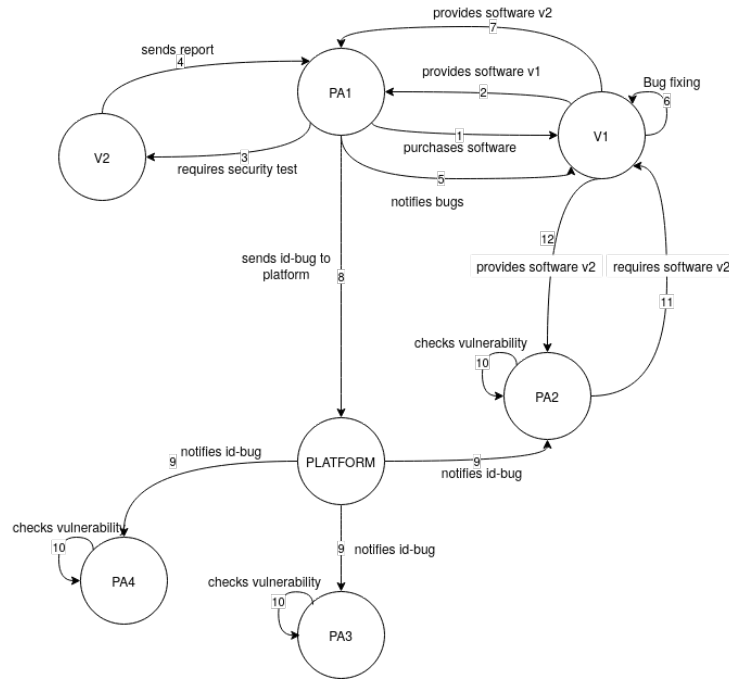 provides software v2
7
sends report
4
PA1
provides software v1
2
Bug fixing
6
V1
1
purchases software
V2
3
requires security test
5
notifies bugs
12
sends id-bug to
platform
8
provides software v2
requires software v2
11
checks vulnerability
10
PA2
PLATFORM
9
notifies id-bug
9
notifies id-bug
checks vulnerability
10
PA4
9
notifies id-bug
checks vulnerability
10
PA3